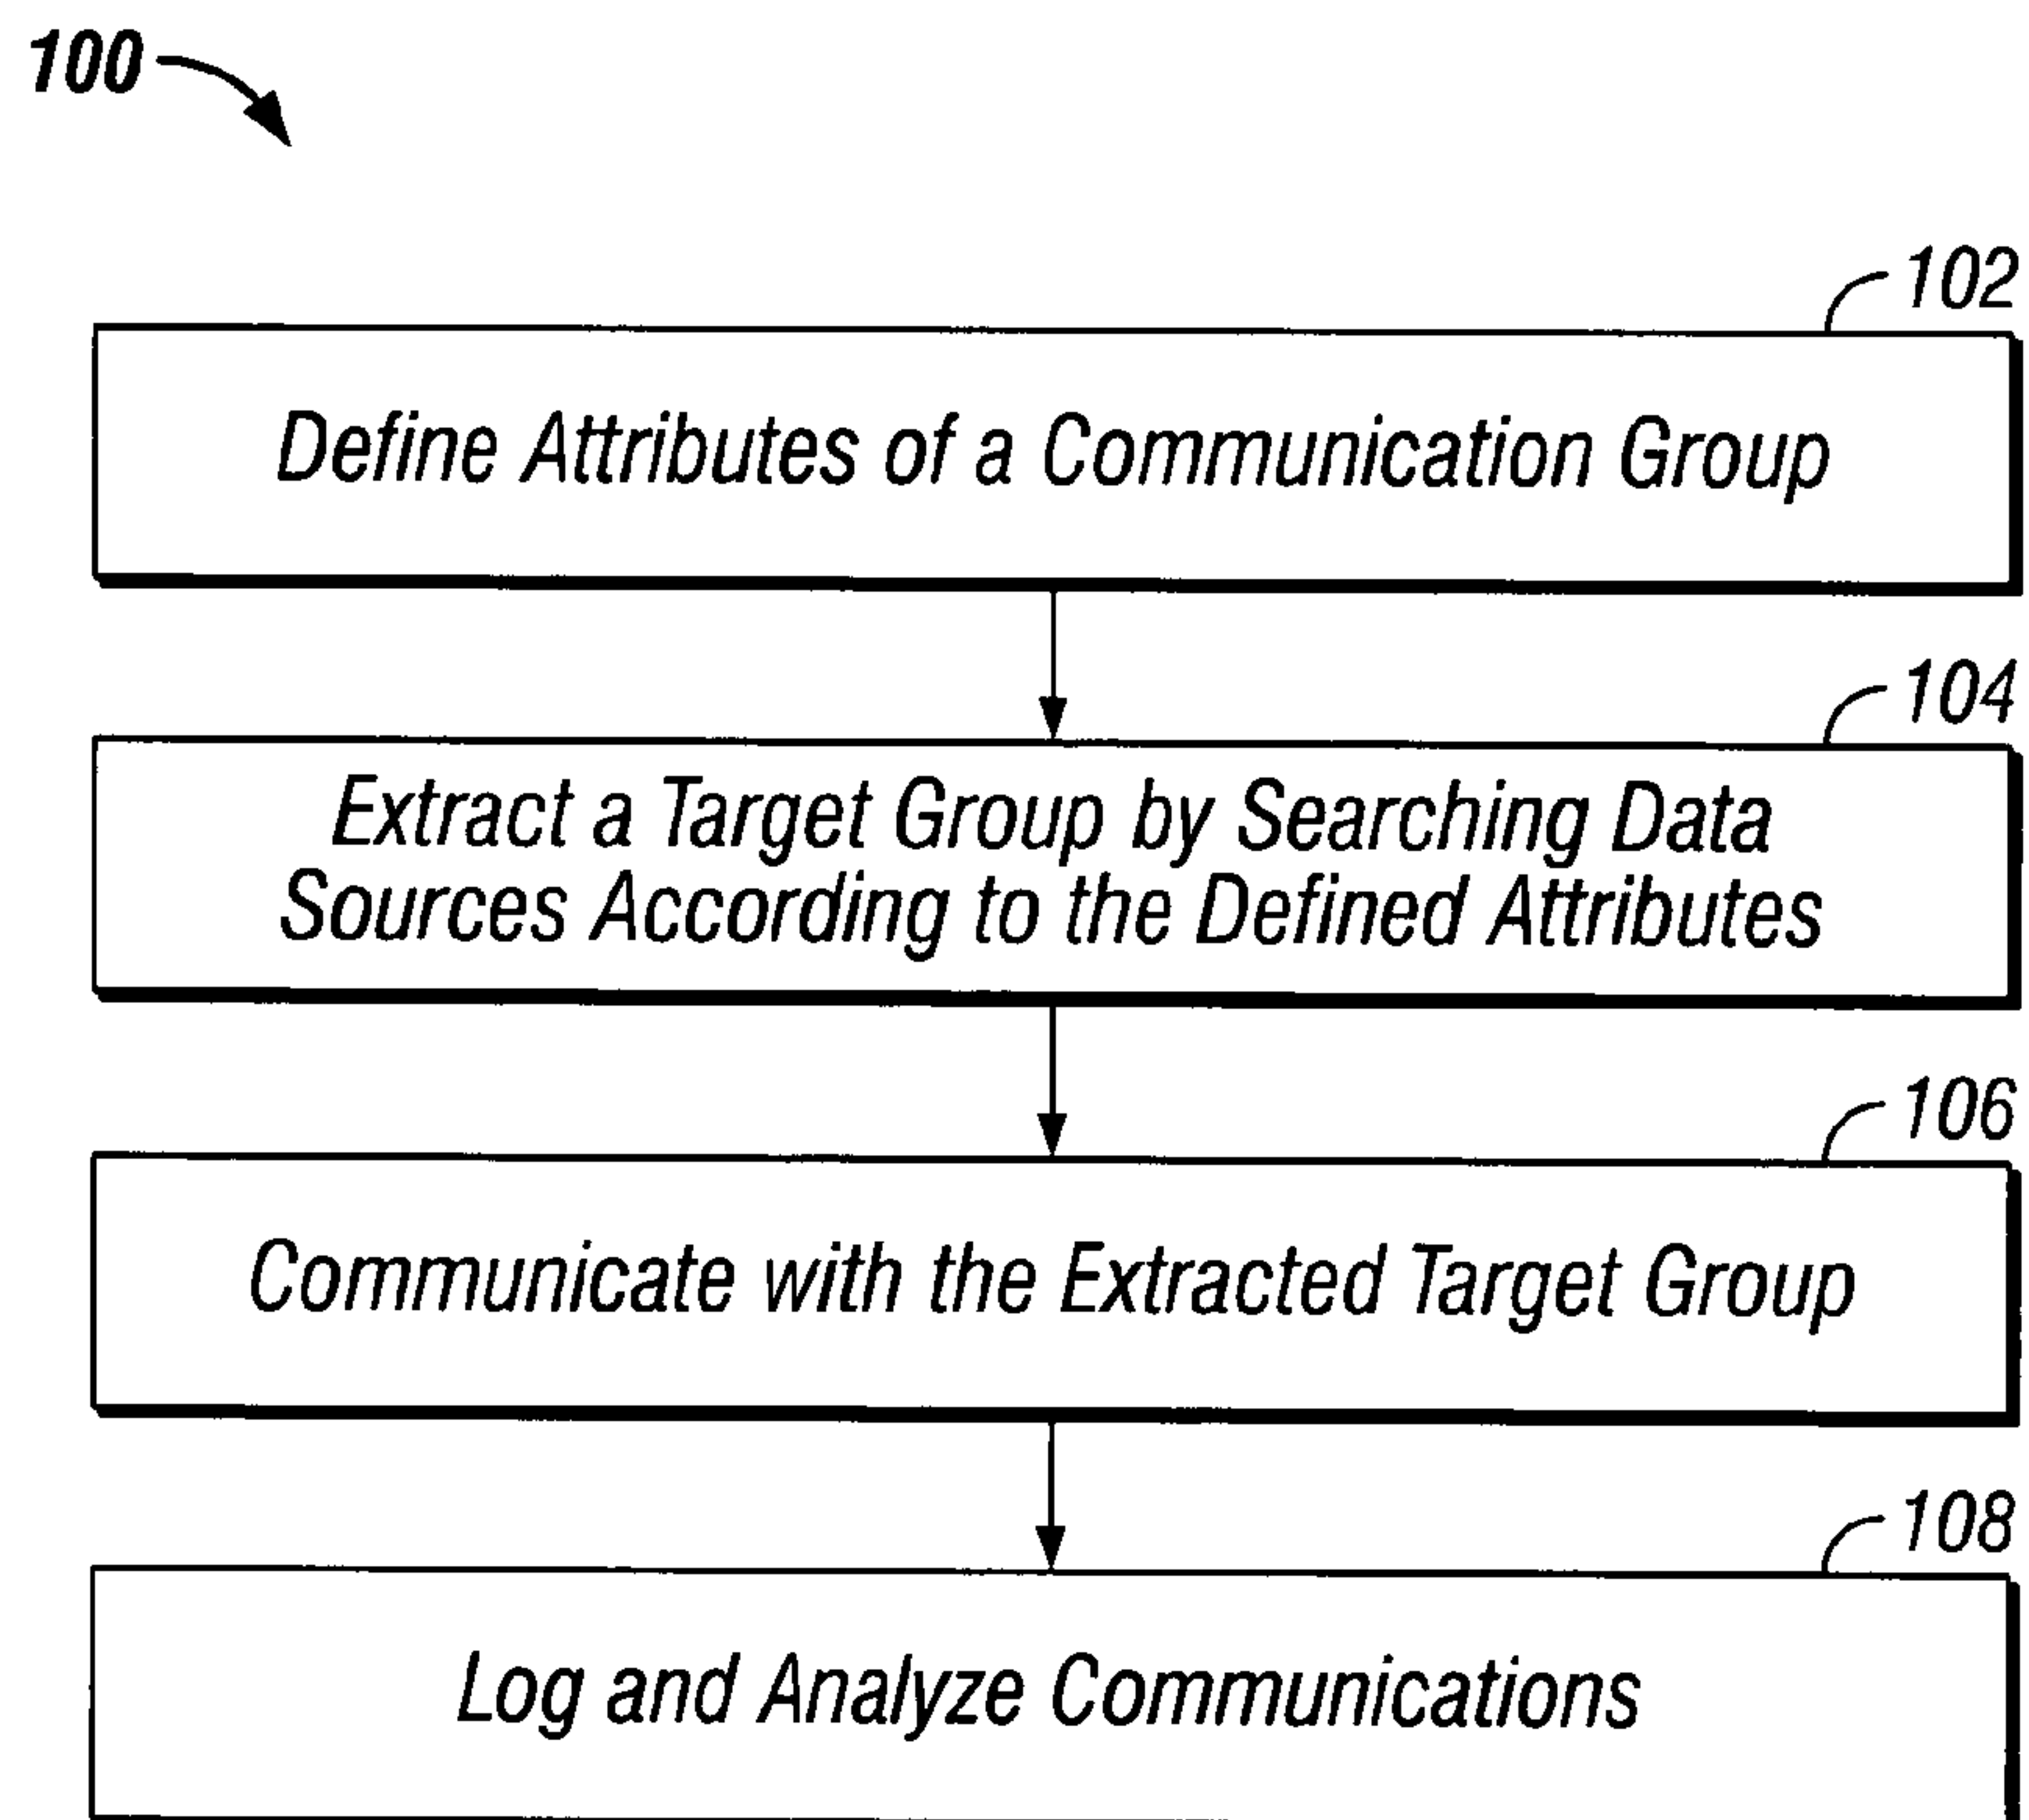 100
102
Define Attributes of a Communication Group
104
Extract a Target Group by Searching Data
Sources According to the Defined Attributes
106
Communicate with the Extracted Target Group
108
Log and Analyze Communications